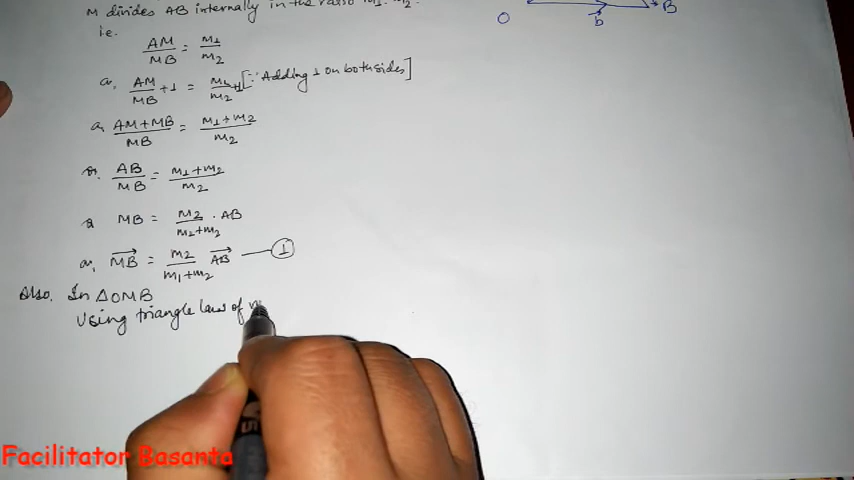 M divides AB internally in the ratio m1: m2.
i.e.
AM/MB = m1/m2
or, AM/MB + 1 = m1/m2 + 1 [∵ Adding 1 on both sides]
or, AM+MB/MB = m1+m2/m2
or. AB/MB = m1+m2/m2
or MB = m2/m2+m2 . AB
or, MB→ = m2/m1+m2 AB→ — ①
Also. In △OMB
Using triangle law of
O
b→
B
Facilitator Basanta